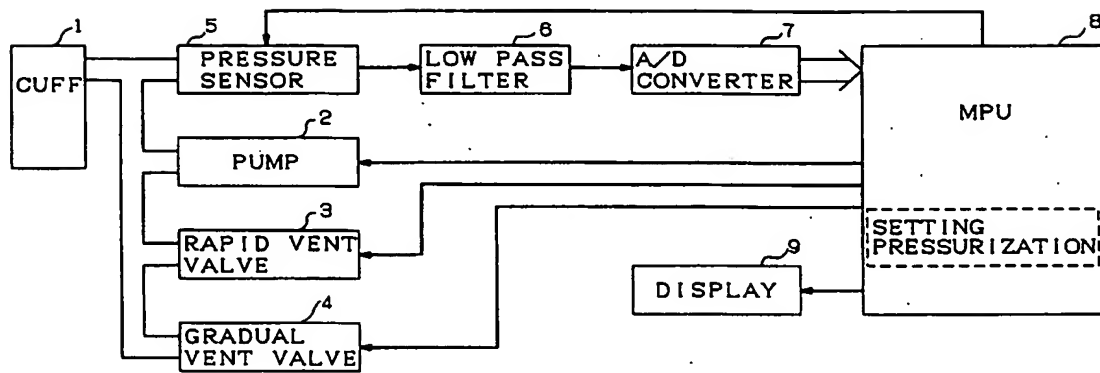 1
CUFF
5
PRESSURE
SENSOR
6
LOW PASS
FILTER
7
A/D
CONVERTER
8
MPU
SETTING
PRESSURIZATION
2
PUMP
3
RAPID VENT
VALVE
4
GRADUAL
VENT VALVE
9
DISPLAY